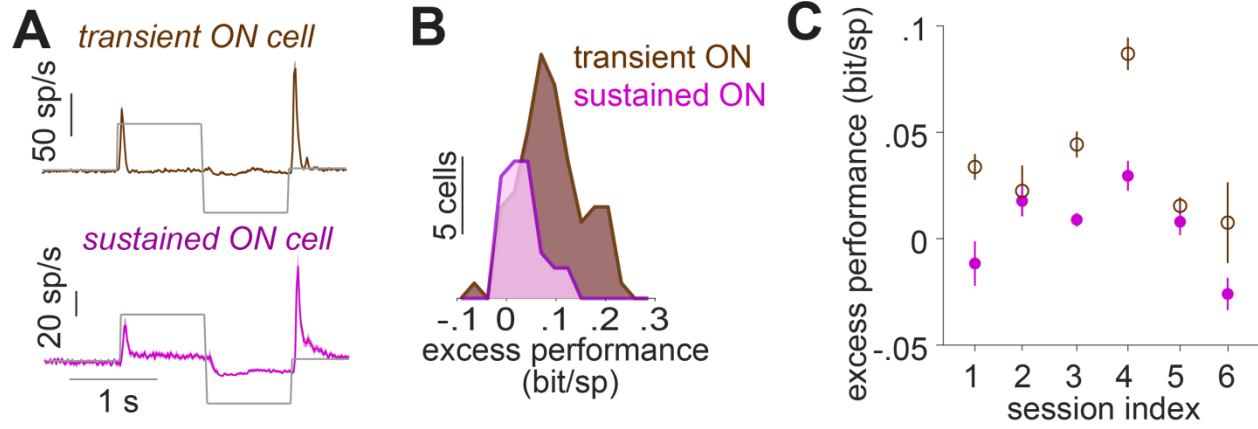 A
transient ON cell
50 sp/s
sustained ON cell
20 sp/s
1 s
B
transient ON
sustained ON
5 cells
-.1 0 .1 .2 .3
excess performance
(bit/sp)
C
excess performance (bit/sp)
.1
0.05
0
-.05
1 2 3 4 5 6
session index